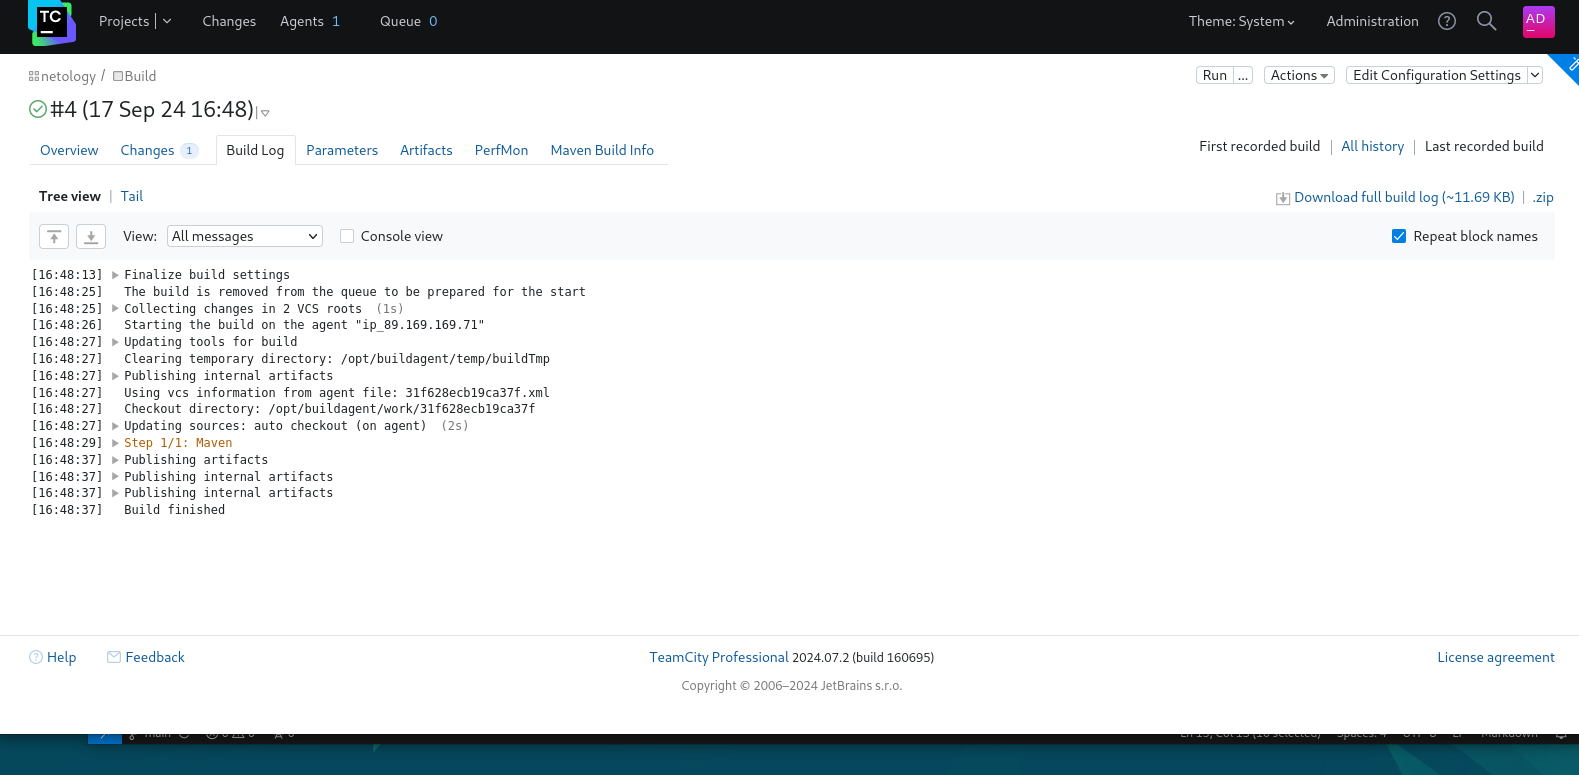 TC Projects Changes Agents 1 Queue 0 Theme: System Administration ? AD
netology / Build Run ... Actions Edit Configuration Settings
#4 (17 Sep 24 16:48)
Overview Changes 1 Build Log Parameters Artifacts PerfMon Maven Build Info First recorded build | All history | Last recorded build
Tree view | Tail Download full build log (~11.69 KB) | .zip
View: All messages Console view Repeat block names
[16:48:13] Finalize build settings
[16:48:25] The build is removed from the queue to be prepared for the start
[16:48:25] Collecting changes in 2 VCS roots (1s)
[16:48:26] Starting the build on the agent "ip_89.169.169.71"
[16:48:27] Updating tools for build
[16:48:27] Clearing temporary directory: /opt/buildagent/temp/buildTmp
[16:48:27] Publishing internal artifacts
[16:48:27] Using vcs information from agent file: 31f628ecb19ca37f.xml
[16:48:27] Checkout directory: /opt/buildagent/work/31f628ecb19ca37f
[16:48:27] Updating sources: auto checkout (on agent) (2s)
[16:48:29] Step 1/1: Maven
[16:48:37] Publishing artifacts
[16:48:37] Publishing internal artifacts
[16:48:37] Publishing internal artifacts
[16:48:37] Build finished
? Help Feedback TeamCity Professional 2024.07.2 (build 160695) License agreement
Copyright © 2006–2024 JetBrains s.r.o.
main Markdown